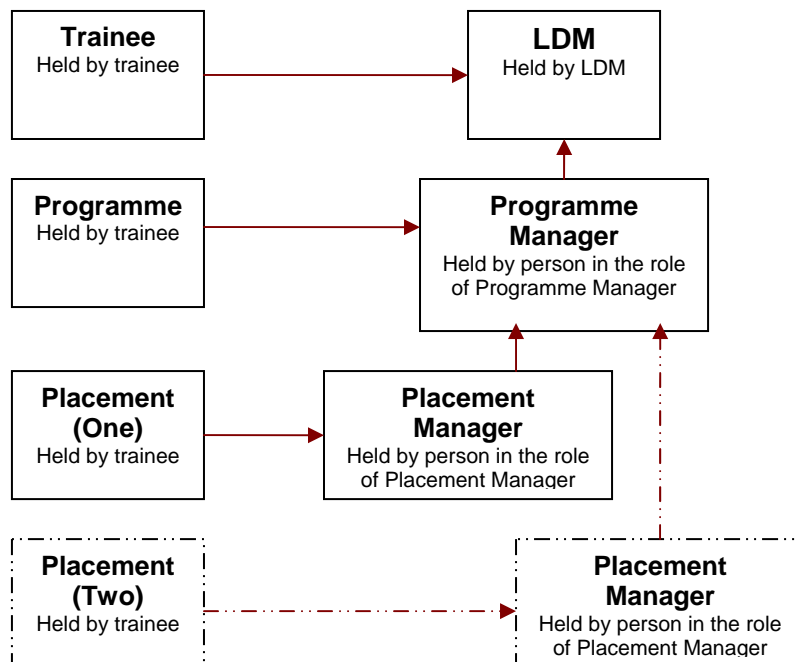 Trainee
Held by trainee
LDM
Held by LDM
Programme
Held by trainee
Programme
Manager
Held by person in the role
of Programme Manager
Placement
(One)
Held by trainee
Placement
Manager
Held by person in the role
of Placement Manager
Placement
(Two)
Held by trainee
Placement
Manager
Held by person in the role
of Placement Manager